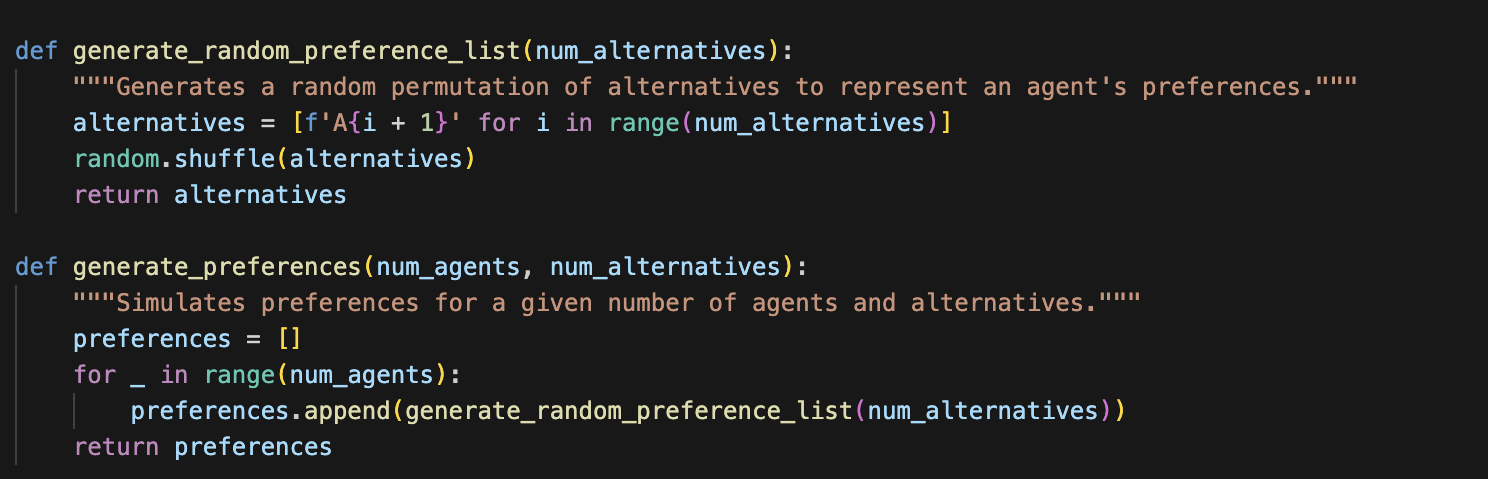 def generate_random_preference_list(num_alternatives):
    """Generates a random permutation of alternatives to represent an agent's preferences."""
    alternatives = [f'A{i + 1}' for i in range(num_alternatives)]
    random.shuffle(alternatives)
    return alternatives

def generate_preferences(num_agents, num_alternatives):
    """Simulates preferences for a given number of agents and alternatives."""
    preferences = []
    for _ in range(num_agents):
        preferences.append(generate_random_preference_list(num_alternatives))
    return preferences